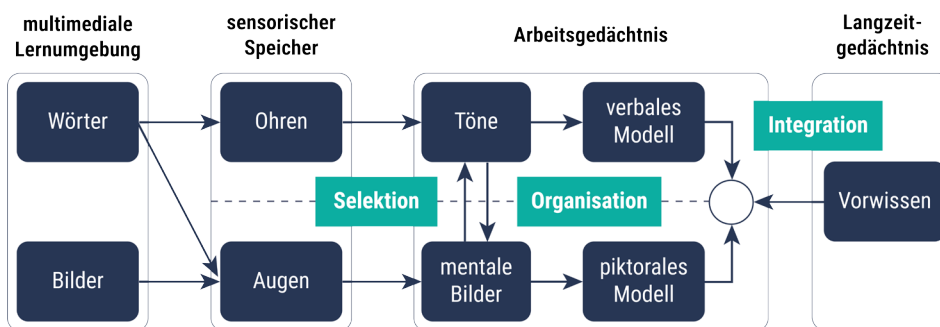 multimediale
Lernumgebung
sensorischer
Speicher
Arbeitsgedächtnis
Langzeit-
gedächtnis
Wörter
Ohren
Töne
verbales
Modell
Integration
Selektion
Organisation
Vorwissen
Bilder
Augen
mentale
Bilder
piktorales
Modell